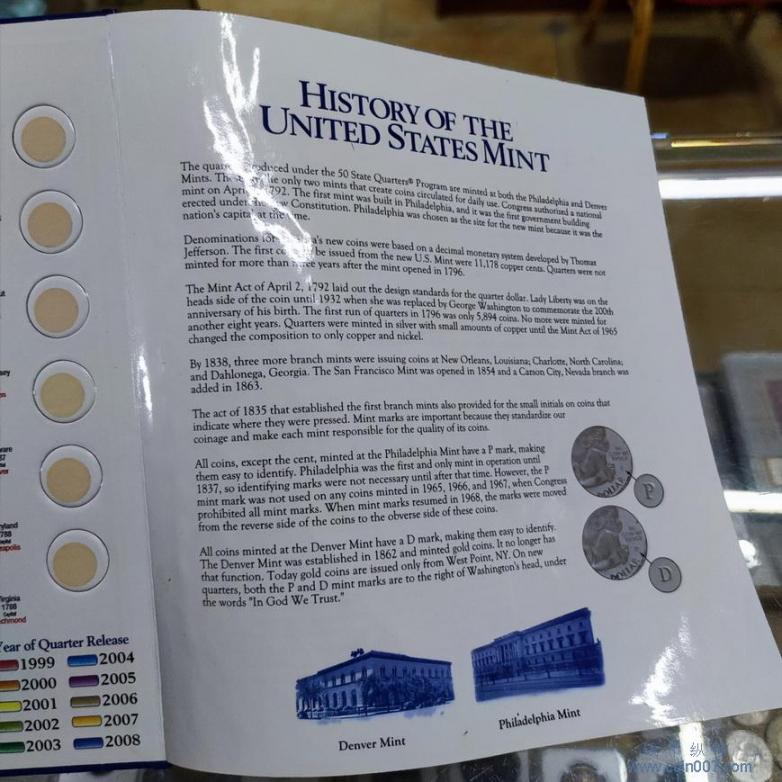 HISTORY OF THE
UNITED STATES MINT
The produced under the 50 State Quarters® Program are minted at both the Philadelphia and Denver
Mints. the only two mints that create coins circulated for daily use. Congress authorized a national
mint on April 1792. The first mint was built in Philadelphia, and it was the first government building
erected under Constitution. Philadelphia was chosen as the site for the new mint because it was the
nation's capital at the time.
Denominations for new coins were based on a decimal monetary system developed by Thomas
Jefferson. The first be issued from the new U.S. Mint were 11,178 copper cents. Quarters were not
minted for more than three years after the mint opened in 1796.
The Mint Act of April 2, 1792 laid out the design standards for the quarter dollar. Lady Liberty was on the
heads side of the coin until 1932 when she was replaced by George Washington to commemorate the 200th
anniversary of his birth. The first run of quarters in 1796 was only 5,894 coins. No more were minted for
another eight years. Quarters were minted in silver with small amounts of copper until the Mint Act of 1965
changed the composition to only copper and nickel.
By 1838, three more branch mints were issuing coins at New Orleans, Louisiana; Charlotte, North Carolina;
and Dahlonega, Georgia. The San Francisco Mint was opened in 1854 and a Carson City, Nevada branch was
added in 1863.
The act of 1835 that established the first branch mints also provided for the small initials on coins that
indicate where they were pressed. Mint marks are important because they standardize our
coinage and make each mint responsible for the quality of its coins.
All coins, except the cent, minted at the Philadelphia Mint have a P mark, making
them easy to identify. Philadelphia was the first and only mint in operation until
1837, so identifying marks were not necessary until after that time. However, the P
mint mark was not used on any coins minted in 1965, 1966, and 1967, when Congress
prohibited all mint marks. When mint marks resumed in 1968, the marks were moved
from the reverse side of the coins to the obverse side of these coins.
DOLLAR
P
All coins minted at the Denver Mint have a D mark, making them easy to identify.
The Denver Mint was established in 1862 and minted gold coins. It no longer has
that function. Today gold coins are issued only from West Point, NY. On new
quarters, both the P and D mint marks are to the right of Washington's head, under
the words "In God We Trust."
DOLLAR
D
Denver Mint
Philadelphia Mint
Year of Quarter Release
1999
2004
2000
2005
2001
2006
2002
2007
2003
2008